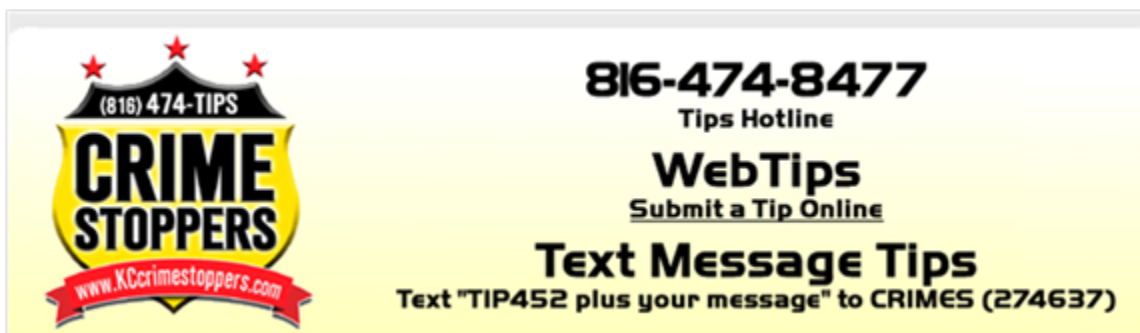 (816) 474-TIPS
CRIME
STOPPERS
www.KCcrimestoppers.com
816-474-8477
Tips Hotline
WebTips
Submit a Tip Online
Text Message Tips
Text "TIP452 plus your message" to CRIMES (274637)